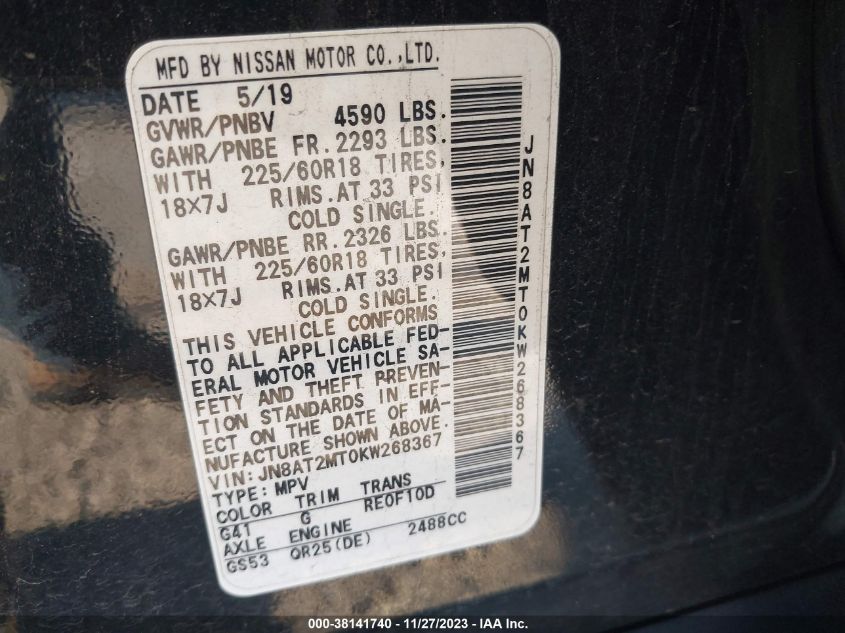 MFD BY NISSAN MOTOR CO.,LTD.
DATE 5/19
GVWR/PNBV 4590 LBS.
GAWR/PNBE FR. 2293 LBS.
WITH 225/60R18 TIRES,
18X7J RIMS.AT 33 PSI
COLD SINGLE.
GAWR/PNBE RR. 2326 LBS.
WITH 225/60R18 TIRES,
18X7J RIMS.AT 33 PSI
COLD SINGLE.
THIS VEHICLE CONFORMS
TO ALL APPLICABLE FED-
ERAL MOTOR VEHICLE SA-
FETY AND THEFT PREVEN-
TION STANDARDS IN EFF-
ECT ON THE DATE OF MA-
NUFACTURE SHOWN ABOVE.
VIN:JN8AT2MT0KW268367
TYPE:MPV
COLOR TRIM TRANS
G41 G RE0F10D
AXLE ENGINE
GS53 QR25(DE) 2488CC
JN8AT2MT0KW268367
000-38141740 - 11/27/2023 - IAA Inc.